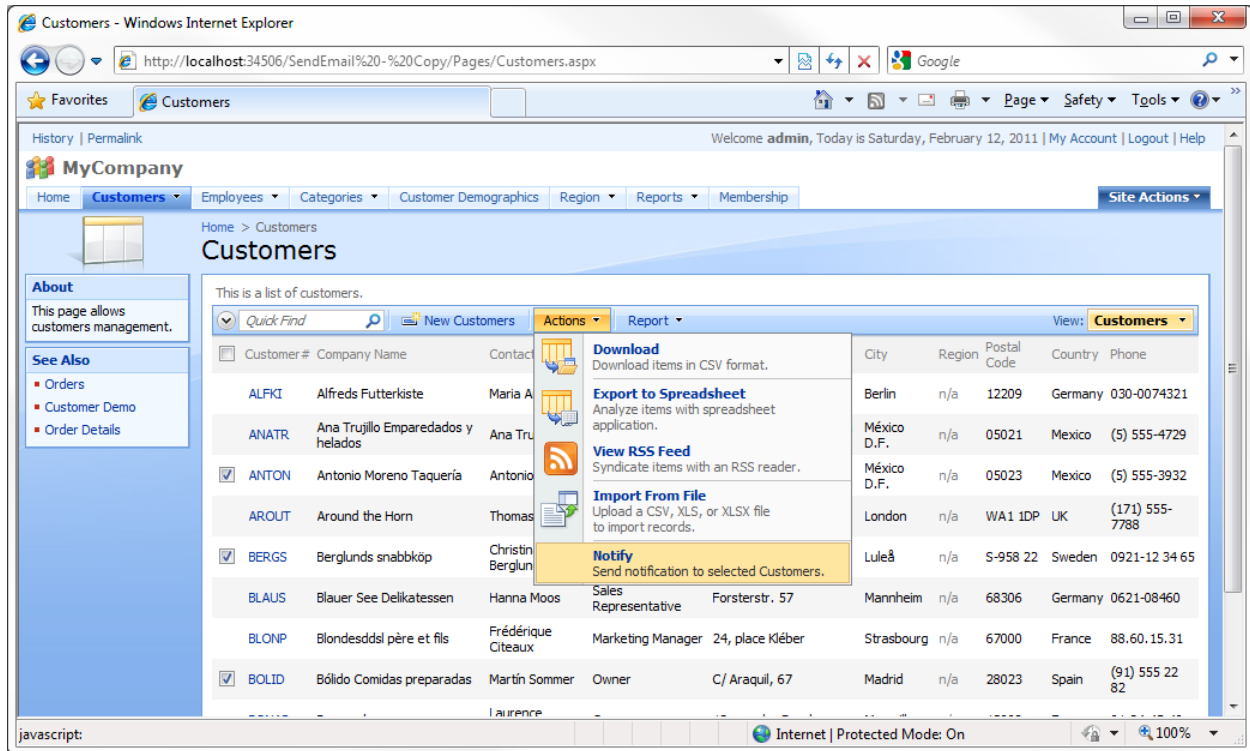 Customers - Windows Internet Explorer
http://localhost:34506/SendEmail%20-%20Copy/Pages/Customers.aspx
Google
Favorites Customers Page Safety Tools
History | Permalink Welcome admin, Today is Saturday, February 12, 2011 | My Account | Logout | Help
MyCompany
Home Customers Employees Categories Customer Demographics Region Reports Membership Site Actions
Home > Customers
Customers
About
This page allows
customers management.
See Also
Orders
Customer Demo
Order Details
This is a list of customers.
Quick Find New Customers Actions Report View: Customers
Customer# Company Name Contact City Region Postal Code Country Phone
ALFKI Alfreds Futterkiste Maria A Berlin n/a 12209 Germany 030-0074321
ANATR Ana Trujillo Emparedados y helados Ana Tru México D.F. n/a 05021 Mexico (5) 555-4729
ANTON Antonio Moreno Taquería Antonio México D.F. n/a 05023 Mexico (5) 555-3932
AROUT Around the Horn Thomas London n/a WA1 1DP UK (171) 555-7788
BERGS Berglunds snabbköp Christin Berglun Luleå n/a S-958 22 Sweden 0921-12 34 65
BLAUS Blauer See Delikatessen Hanna Moos Sales Representative Forsterstr. 57 Mannheim n/a 68306 Germany 0621-08460
BLONP Blondesddsl père et fils Frédérique Citeaux Marketing Manager 24, place Kléber Strasbourg n/a 67000 France 88.60.15.31
BOLID Bólido Comidas preparadas Martín Sommer Owner C/ Araquil, 67 Madrid n/a 28023 Spain (91) 555 22 82
Laurence
Download
Download items in CSV format.
Export to Spreadsheet
Analyze items with spreadsheet
application.
View RSS Feed
Syndicate items with an RSS reader.
Import From File
Upload a CSV, XLS, or XLSX file
to import records.
Notify
Send notification to selected Customers.
javascript: Internet | Protected Mode: On 100%